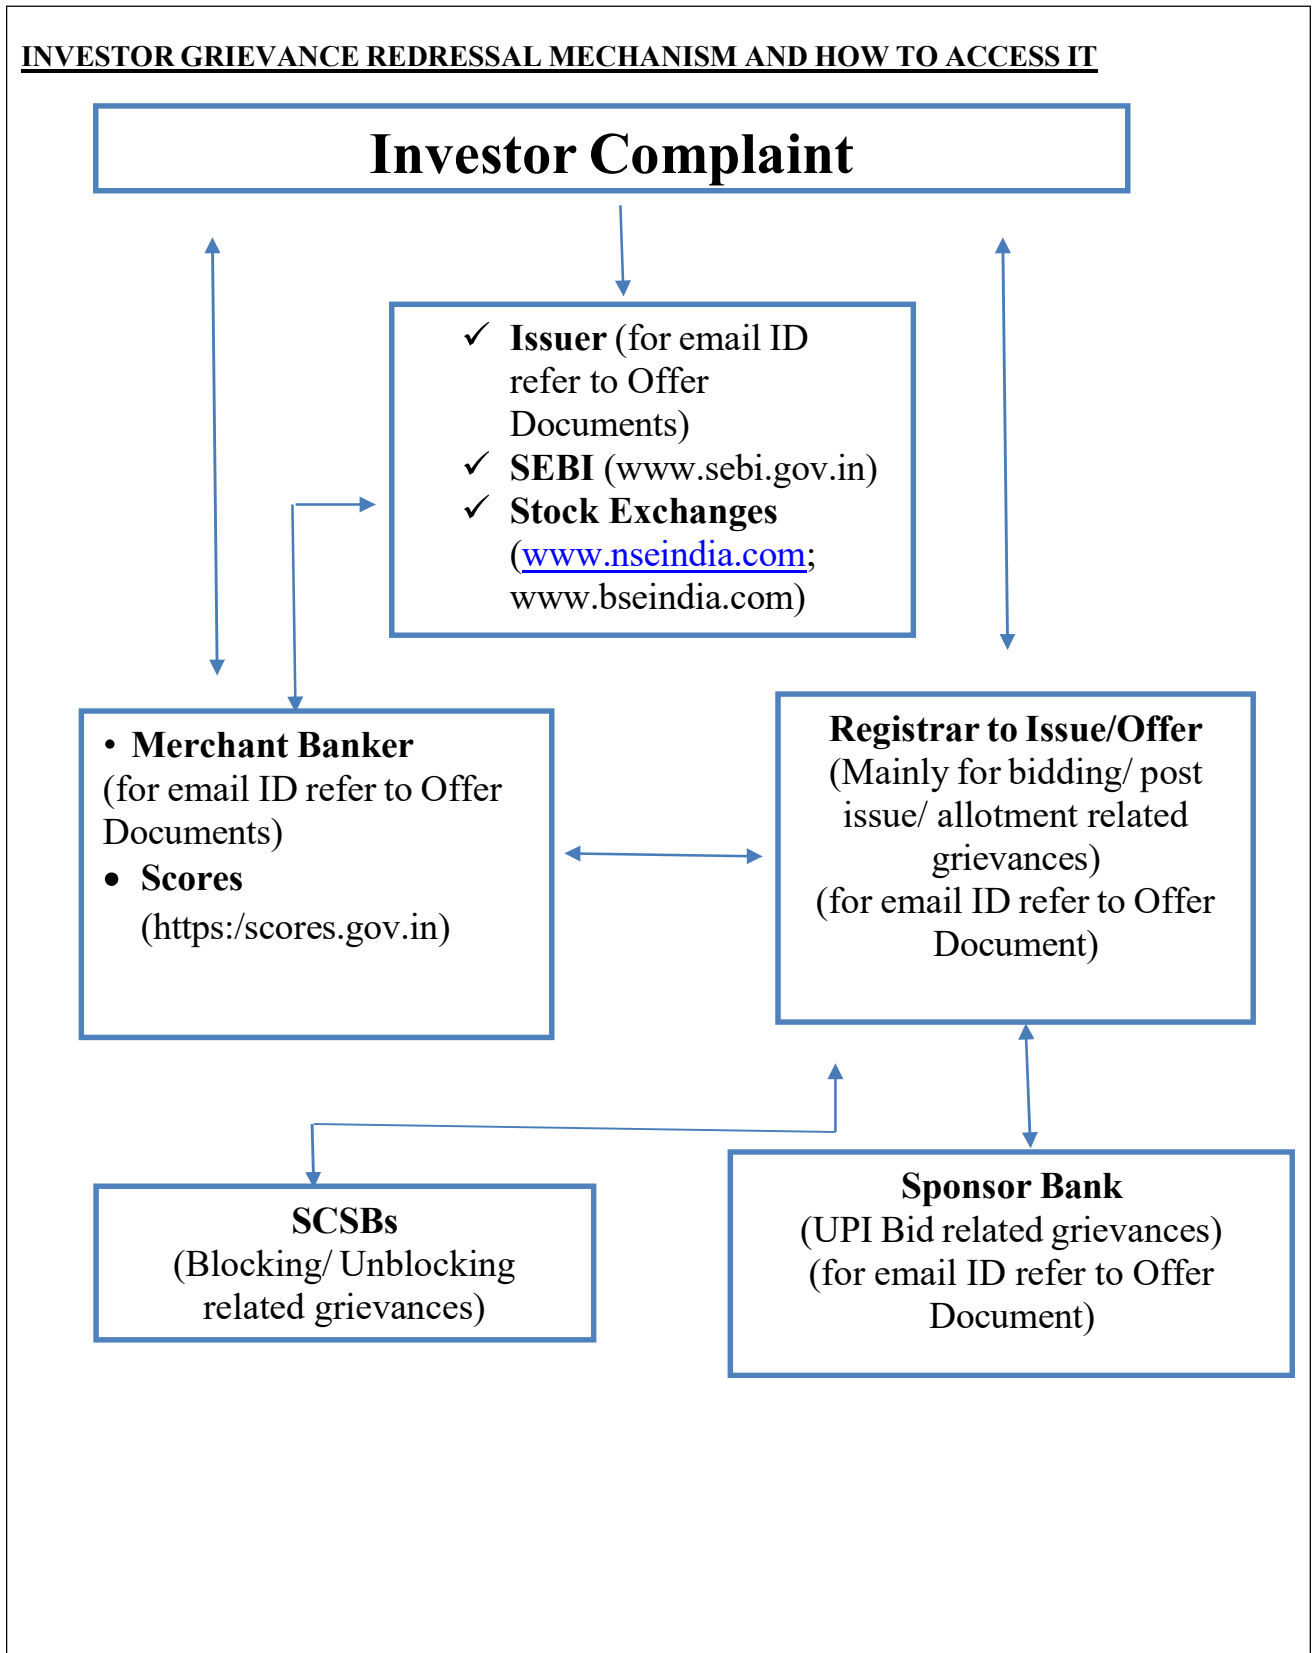 INVESTOR GRIEVANCE REDRESSAL MECHANISM AND HOW TO ACCESS IT
Investor Complaint
✓ Issuer (for email ID
refer to Offer
Documents)
✓ SEBI (www.sebi.gov.in)
✓ Stock Exchanges
(www.nseindia.com;
www.bseindia.com)
• Merchant Banker
(for email ID refer to Offer
Documents)
• Scores
(https:/scores.gov.in)
Registrar to Issue/Offer
(Mainly for bidding/ post
issue/ allotment related
grievances)
(for email ID refer to Offer
Document)
SCSBs
(Blocking/ Unblocking
related grievances)
Sponsor Bank
(UPI Bid related grievances)
(for email ID refer to Offer
Document)